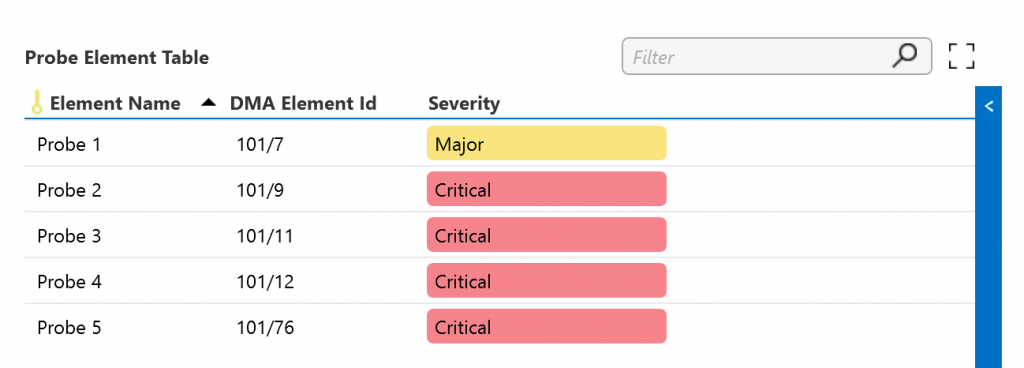 Probe Element Table
Filter
Element Name DMA Element Id Severity
<
Probe 1 101/7 Major
Probe 2 101/9 Critical
Probe 3 101/11 Critical
Probe 4 101/12 Critical
Probe 5 101/76 Critical